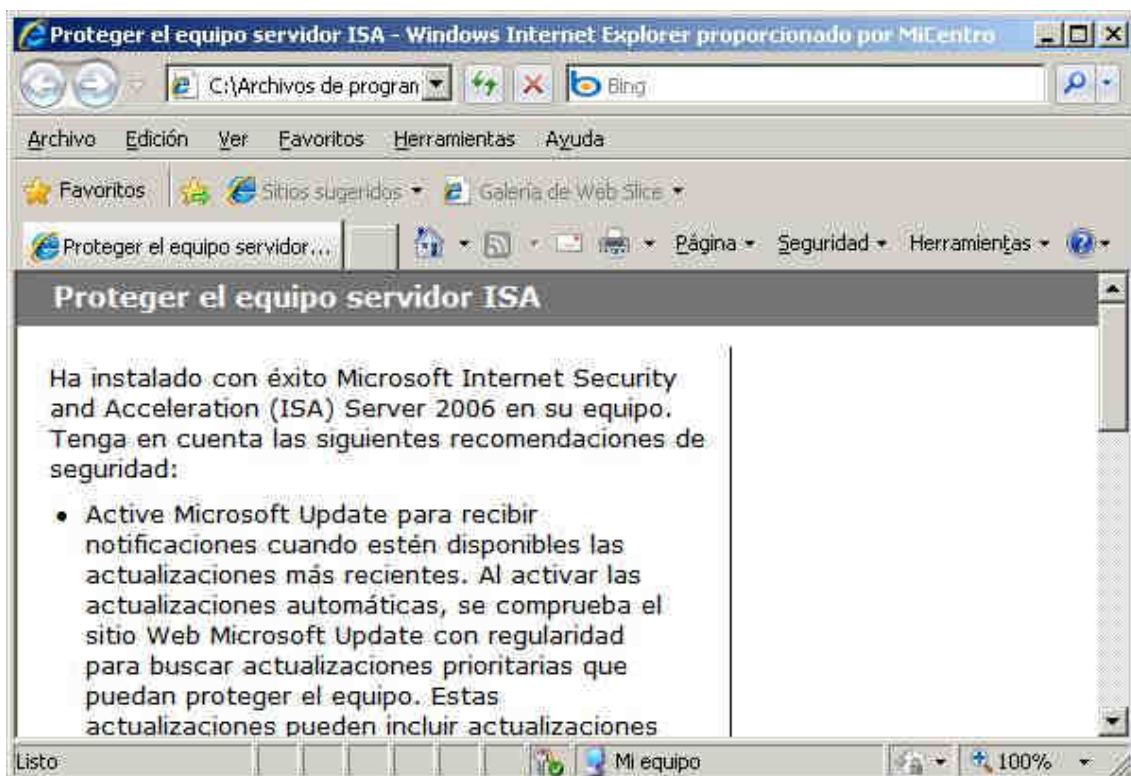 Proteger el equipo servidor ISA - Windows Internet Explorer proporcionado por MiCentro
C:\Archivos de progran
Bing
Archivo Edición Ver Favoritos Herramientas Ayuda
Favoritos Sitios sugeridos Galería de Web Slice
Proteger el equipo servidor... Página Seguridad Herramientas
Proteger el equipo servidor ISA
Ha instalado con éxito Microsoft Internet Security
and Acceleration (ISA) Server 2006 en su equipo.
Tenga en cuenta las siguientes recomendaciones de
seguridad:
• Active Microsoft Update para recibir
notificaciones cuando estén disponibles las
actualizaciones más recientes. Al activar las
actualizaciones automáticas, se comprueba el
sitio Web Microsoft Update con regularidad
para buscar actualizaciones prioritarias que
puedan proteger el equipo. Estas
actualizaciones pueden incluir actualizaciones
Listo Mi equipo 100%